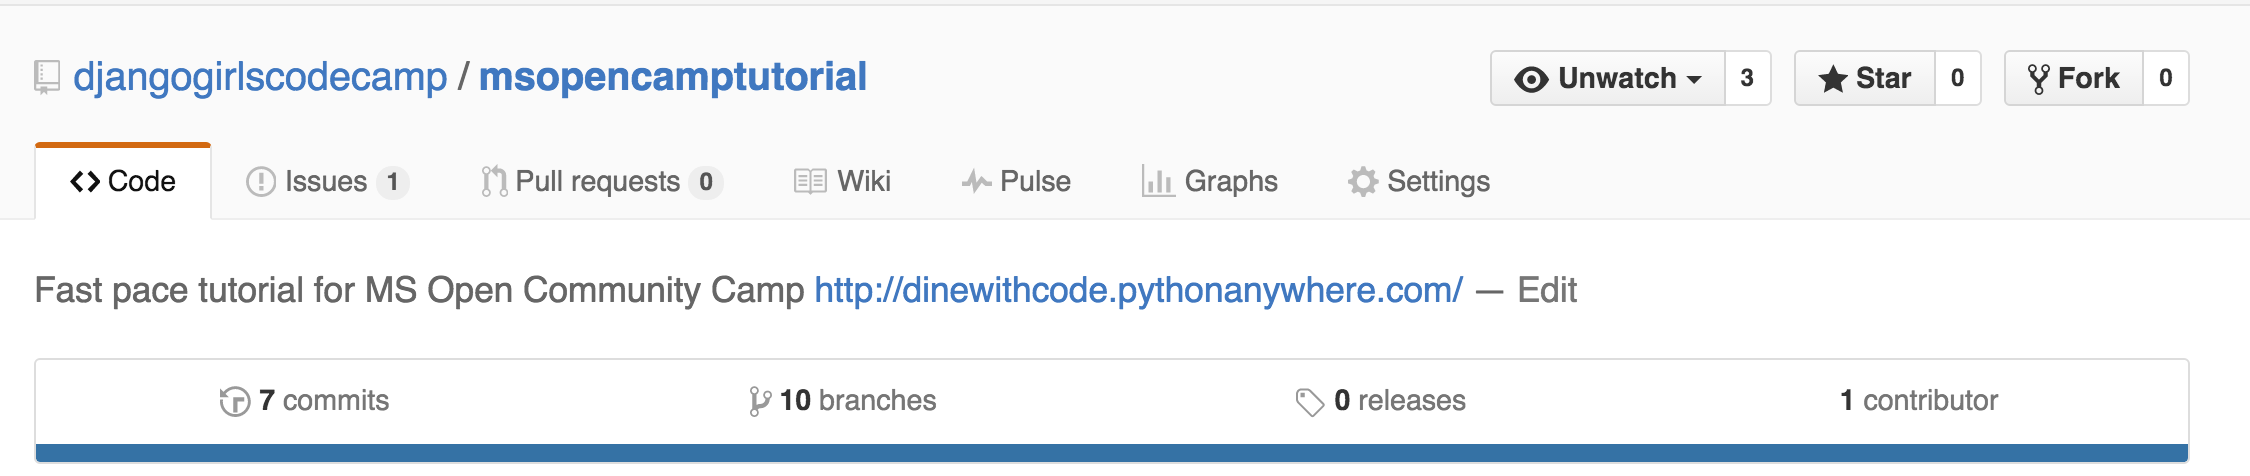 djangogirlscodecamp / msopencamptutorial Unwatch 3 Star 0 Fork 0
Code Issues 1 Pull requests 0 Wiki Pulse Graphs Settings
Fast pace tutorial for MS Open Community Camp http://dinewithcode.pythonanywhere.com/ — Edit
7 commits 10 branches 0 releases 1 contributor